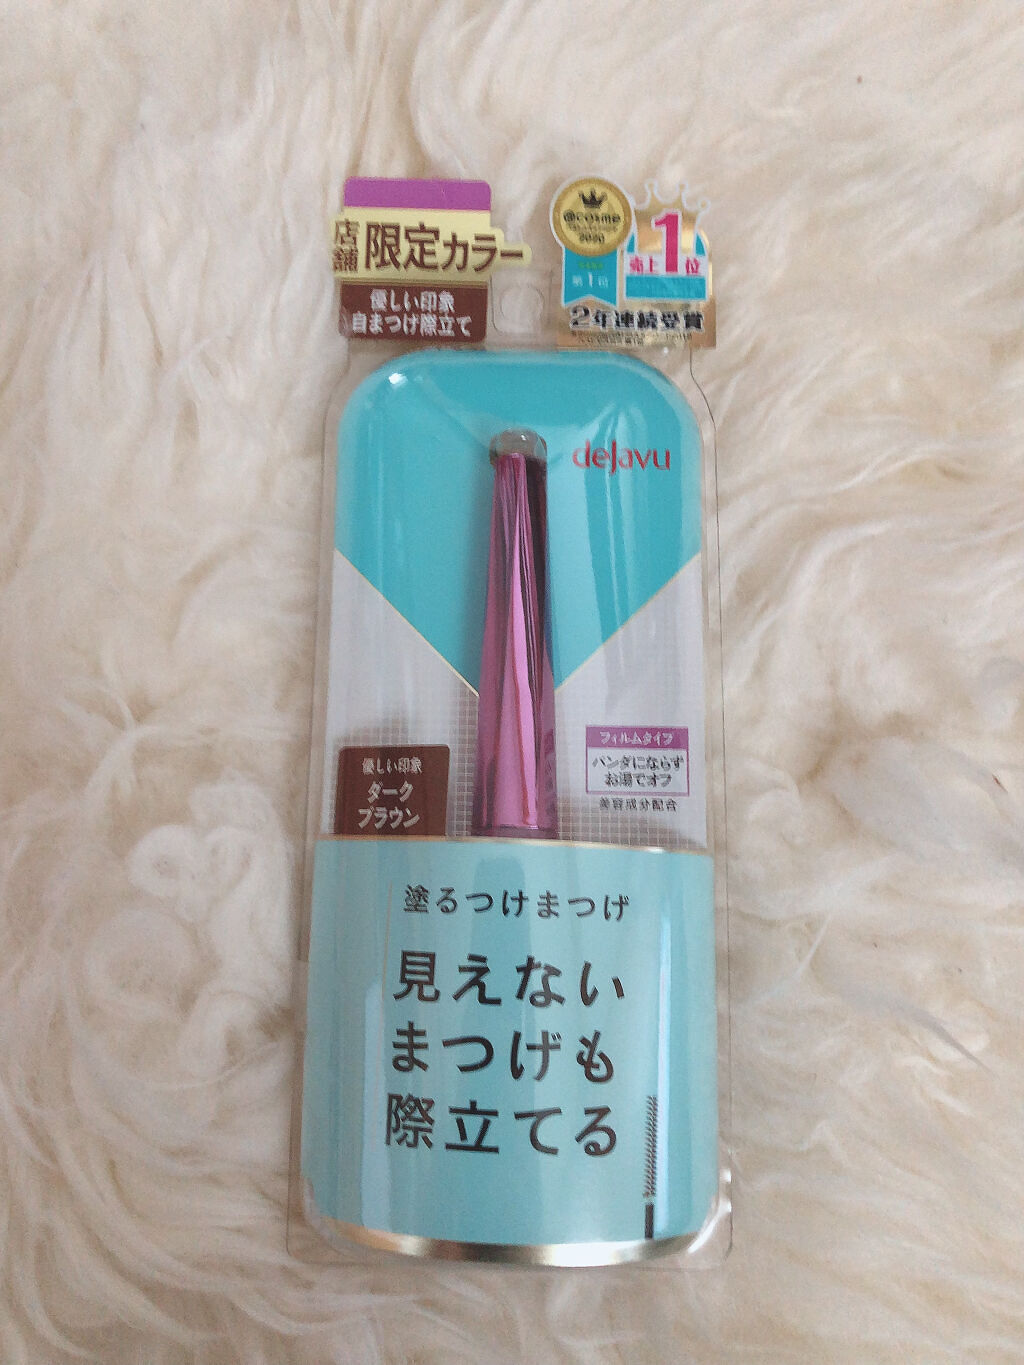 店舗限定カラー
優しい印象
自まつげ際立て
@cosme
2020
第1位
1
売上 位
2年連続受賞
dejavu
フィルムタイプ
パンダにならず
お湯でオフ
美容成分配合
優しい印象
ダーク
ブラウン
塗るつけまつげ
見えない
まつげも
際立てる